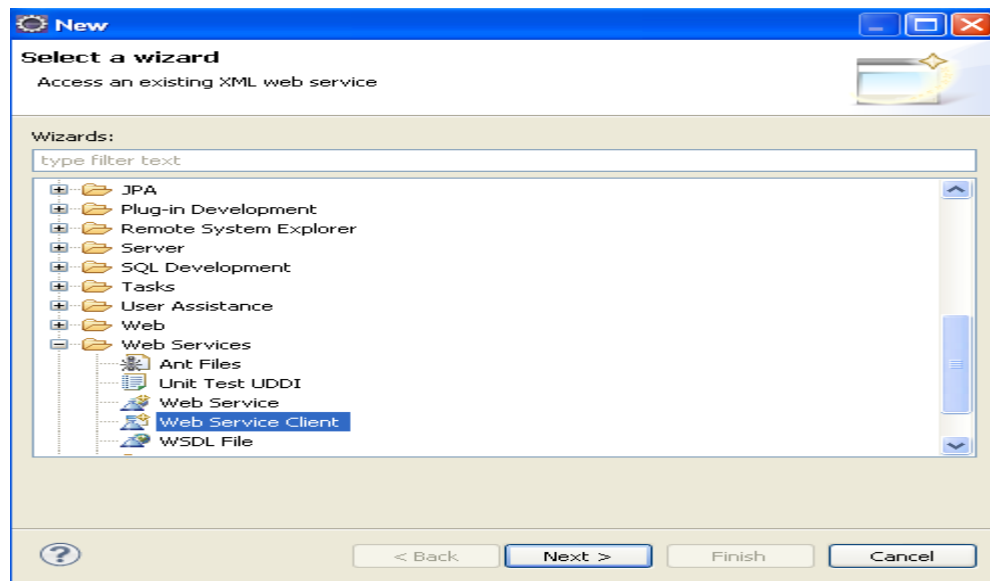 New
Select a wizard
Access an existing XML web service
Wizards:
type filter text
JPA
Plug-in Development
Remote System Explorer
Server
SQL Development
Tasks
User Assistance
Web
Web Services
Ant Files
Unit Test UDDI
Web Service
Web Service Client
WSDL File
? < Back Next > Finish Cancel